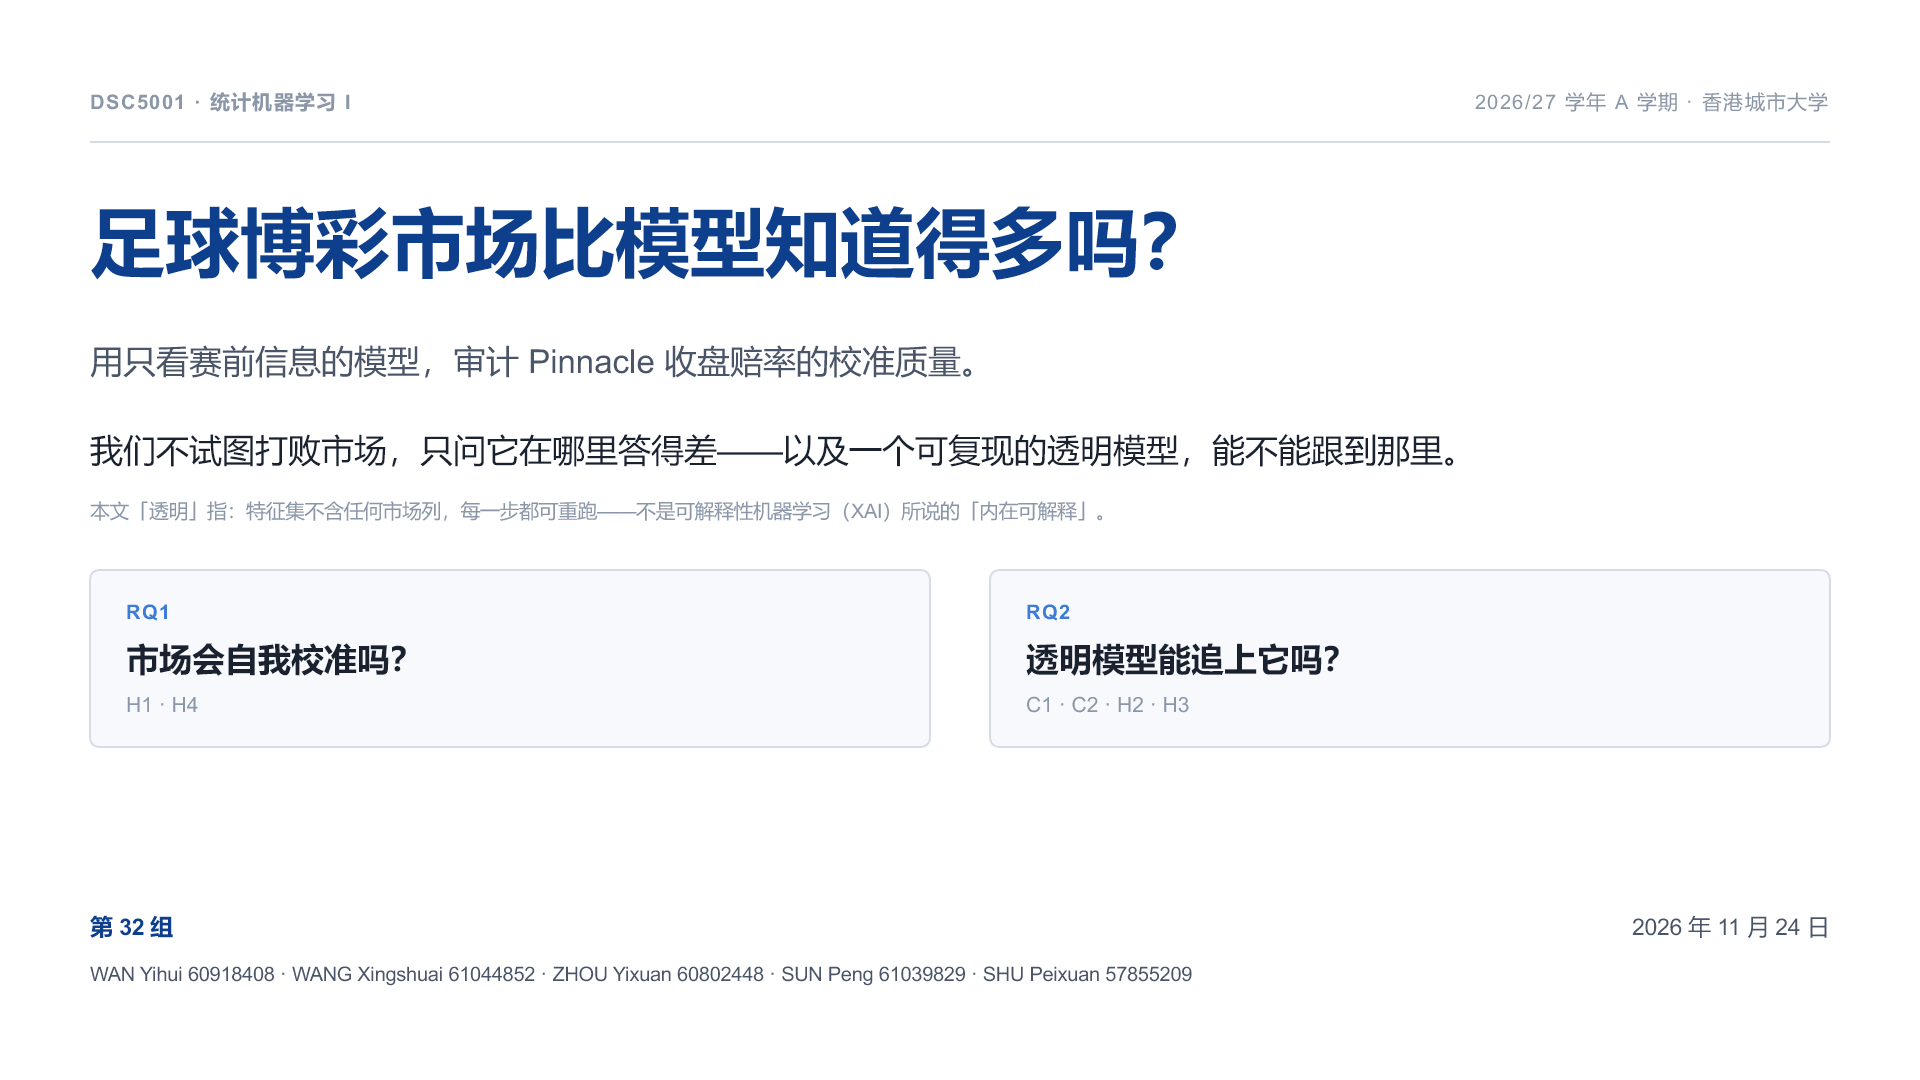 DSC5001 · 统计机器学习 I
2026/27 学年 A 学期 · 香港城市大学
足球博彩市场比模型知道得多吗？
用只看赛前信息的模型，审计 Pinnacle 收盘赔率的校准质量。
我们不试图打败市场，只问它在哪里答得差——以及一个可复现的透明模型，能不能跟到那里。
本文「透明」指：特征集不含任何市场列，每一步都可重跑——不是可解释性机器学习（XAI）所说的「内在可解释」。
RQ1
市场会自我校准吗？
H1 · H4
RQ2
透明模型能追上它吗？
C1 · C2 · H2 · H3
第 32 组
2026 年 11 月 24 日
WAN Yihui 60918408 · WANG Xingshuai 61044852 · ZHOU Yixuan 60802448 · SUN Peng 61039829 · SHU Peixuan 57855209